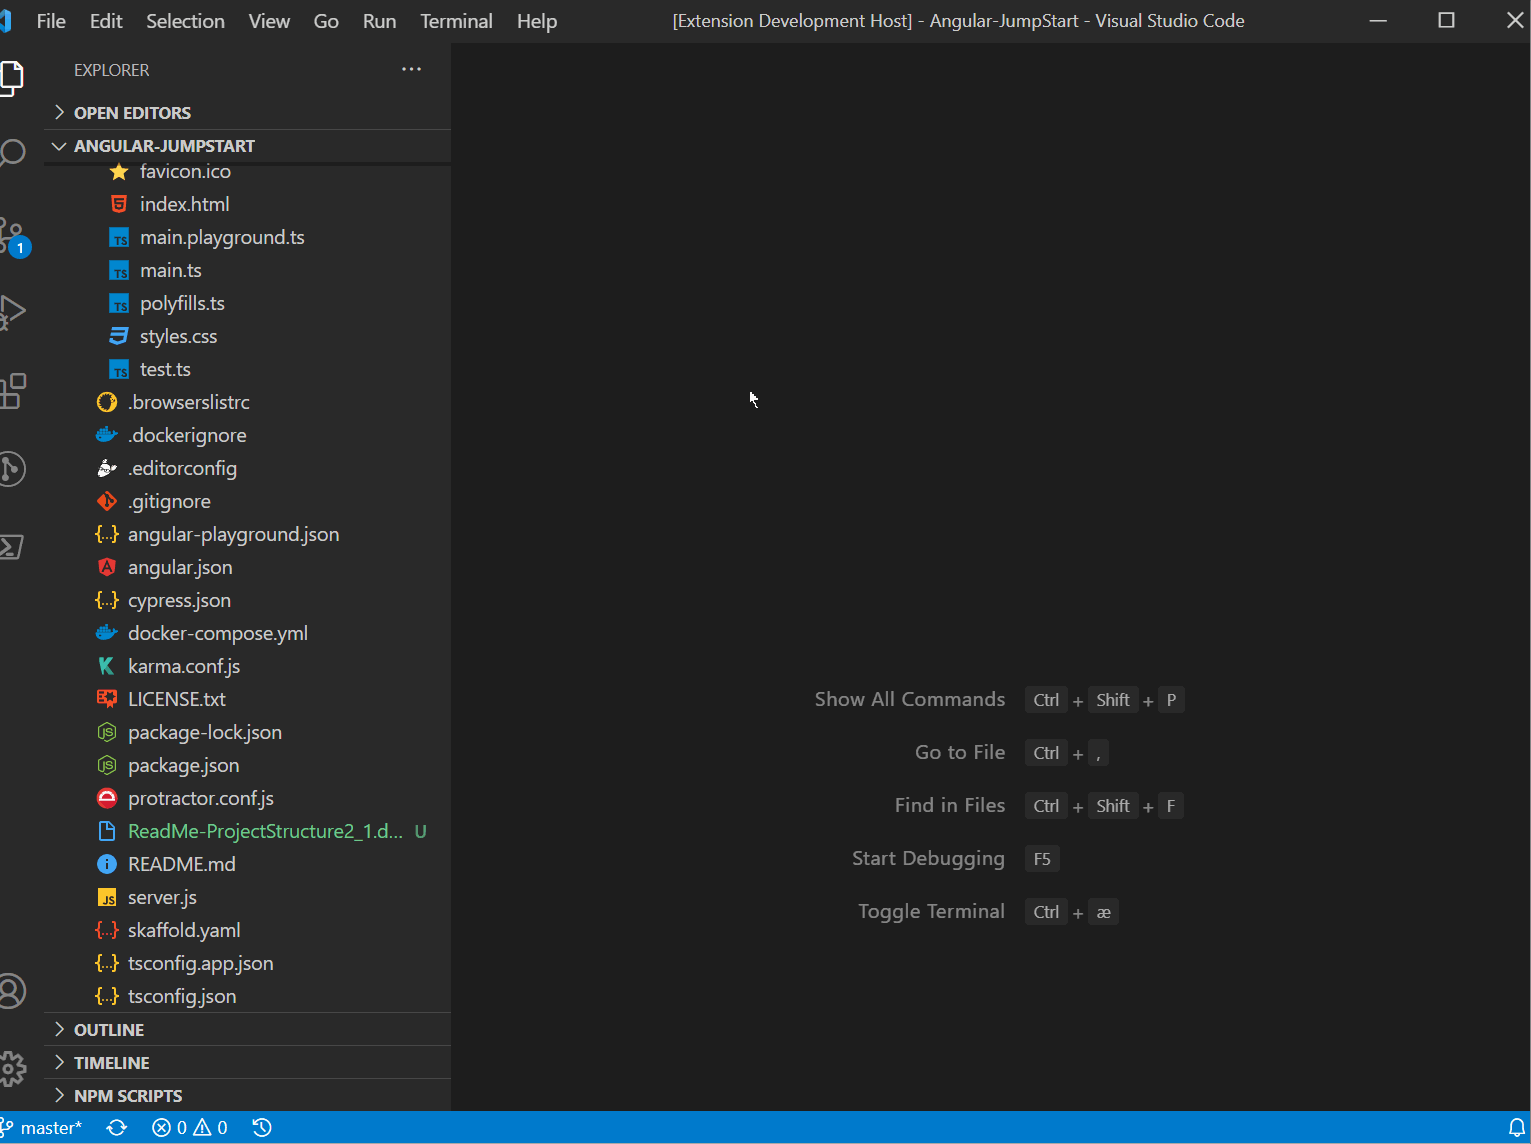 File Edit Selection View Go Run Terminal Help [Extension Development Host] - Angular-JumpStart - Visual Studio Code
EXPLORER
OPEN EDITORS
ANGULAR-JUMPSTART
favicon.ico
index.html
main.playground.ts
main.ts
polyfills.ts
styles.css
test.ts
.browserslistrc
.dockerignore
.editorconfig
.gitignore
angular-playground.json
angular.json
cypress.json
docker-compose.yml
karma.conf.js
LICENSE.txt
package-lock.json
package.json
protractor.conf.js
ReadMe-ProjectStructure2_1.d... U
README.md
server.js
skaffold.yaml
tsconfig.app.json
tsconfig.json
OUTLINE
TIMELINE
NPM SCRIPTS
1
Show All Commands Ctrl + Shift + P
Go to File Ctrl + ,
Find in Files Ctrl + Shift + F
Start Debugging F5
Toggle Terminal Ctrl + æ
master* 0 0